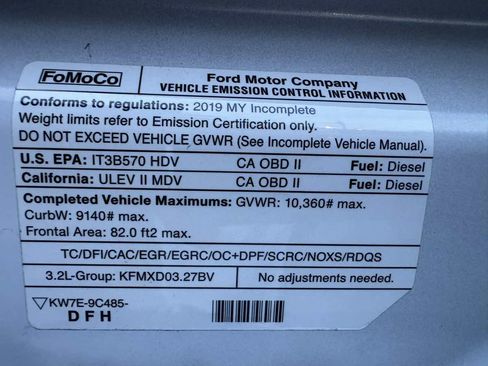 FoMoCo
Ford Motor Company
VEHICLE EMISSION CONTROL INFORMATION
Conforms to regulations: 2019 MY Incomplete
Weight limits refer to Emission Certification only.
DO NOT EXCEED VEHICLE GVWR (See Incomplete Vehicle Manual).
U.S. EPA: IT3B570 HDV CA OBD II Fuel: Diesel
California: ULEV II MDV CA OBD II Fuel: Diesel
Completed Vehicle Maximums: GVWR: 10,360# max.
CurbW: 9140# max.
Frontal Area: 82.0 ft2 max.
TC/DFI/CAC/EGR/EGRC/OC+DPF/SCRC/NOXS/RDQS
3.2L-Group: KFMXD03.27BV No adjustments needed.
KW7E-9C485-
DFH